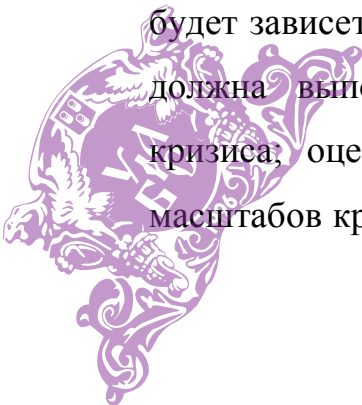 будет зависет
должна выпо
кризиса; оце
масштабов кр